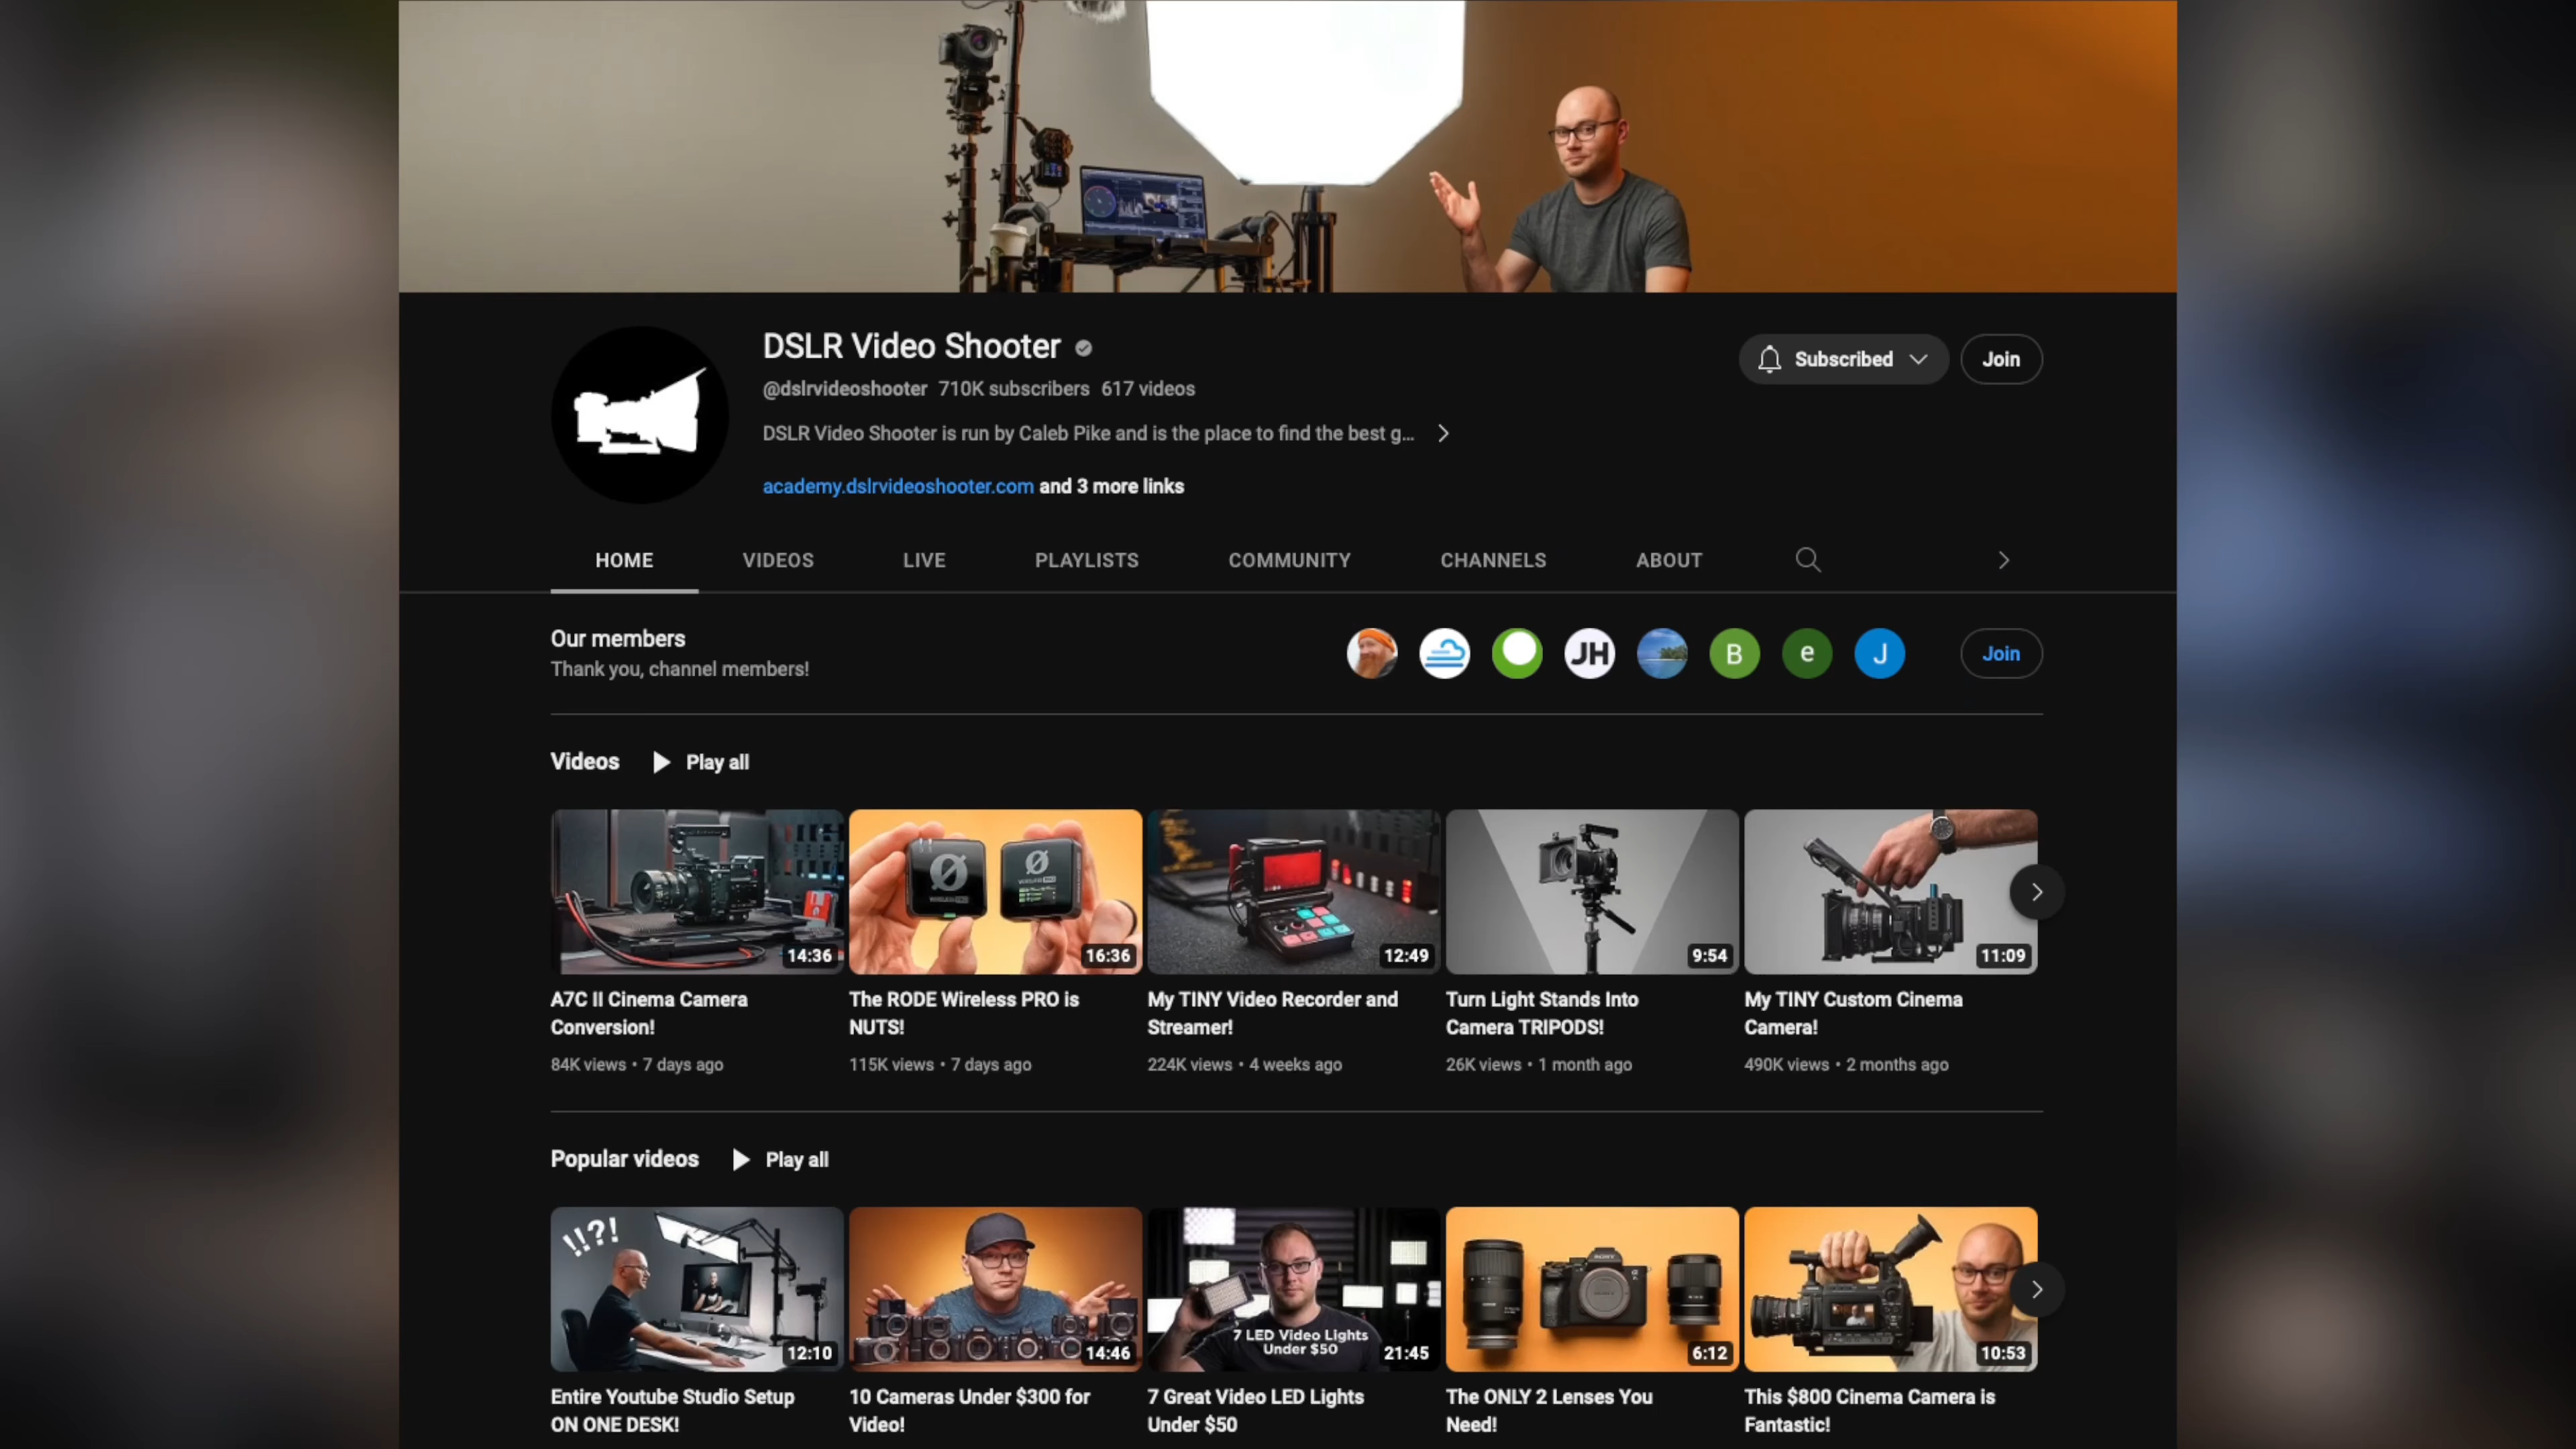 DSLR Video Shooter
@dslrvideoshooter 710K subscribers 617 videos
DSLR Video Shooter is run by Caleb Pike and is the place to find the best g...
academy.dslrvideoshooter.com and 3 more links
Subscribed
Join
HOME VIDEOS LIVE PLAYLISTS COMMUNITY CHANNELS ABOUT
Our members
Thank you, channel members!
JH
B
e
J
Join
Videos Play all
WIRELESS PRO
14:36
16:36
12:49
9:54
11:09
A7C II Cinema Camera
Conversion!
84K views • 7 days ago
The RODE Wireless PRO is
NUTS!
115K views • 7 days ago
My TINY Video Recorder and
Streamer!
224K views • 4 weeks ago
Turn Light Stands Into
Camera TRIPODS!
26K views • 1 month ago
My TINY Custom Cinema
Camera!
490K views • 2 months ago
Popular videos Play all
!!?!
12:10
14:46
7 LED Video Lights
Under $50
21:45
SONY
6:12
10:53
Entire Youtube Studio Setup
ON ONE DESK!
10 Cameras Under $300 for
Video!
7 Great Video LED Lights
Under $50
The ONLY 2 Lenses You
Need!
This $800 Cinema Camera is
Fantastic!